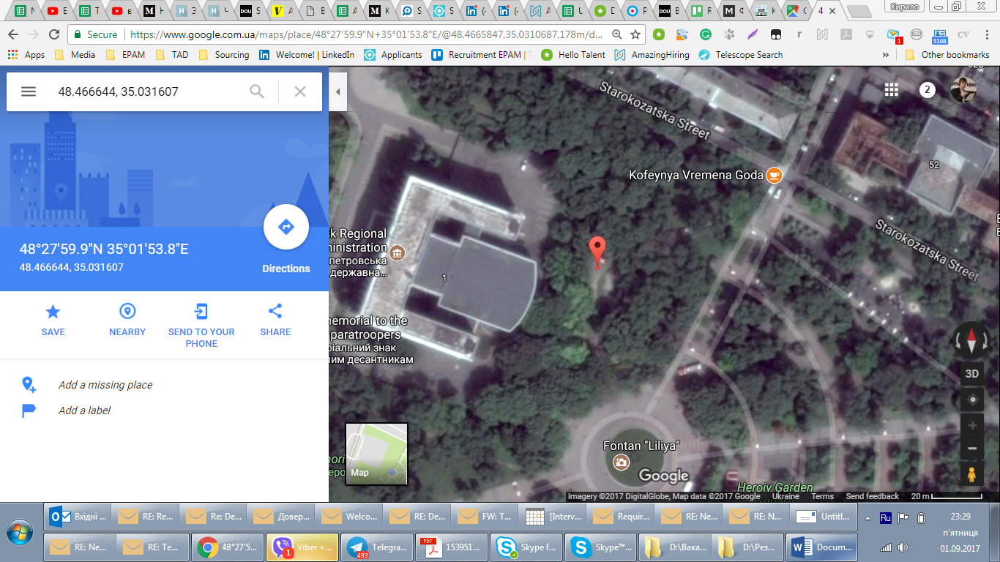 Кирило
Secure
https://www.google.com.ua/maps/place/48°27'59.9"N+35°01'53.8"E/@48.4665847,35.0310687,178m/d...
Apps
Media
EPAM
TAD
Sourcing
Welcome! | LinkedIn
Applicants
Recruitment EPAM |
Hello Talent
AmazingHiring
Telescope Search
»
Other bookmarks
48.466644, 35.031607
48°27'59.9"N 35°01'53.8"E
48.466644, 35.031607
Directions
SAVE
NEARBY
SEND TO YOUR
PHONE
SHARE
Add a missing place
Add a label
2
Starokozatska Street
Kofeynya Vremena Goda
52
Starokozatska Street
sk Regional
ninistration
петровська
державна...
1
nemorial to the
paratroopers
ріальний знак
лим десантникам
Fontan "Liliya"
Map
Google
Heroiv Garden
3D
Imagery ©2017 DigitalGlobe, Map data ©2017 Google
Ukraine
Terms
Send feedback
20 m
Вхідні ...
RE: Re...
Re: De...
Довер...
Welco...
RE: De...
FW: T...
[Interv...
Requir...
RE: Ne...
RE: N...
Untitl...
Ru
23:29
RE: Ne...
RE: Te...
48°27'5...
Viber +...
1
Telegra...
493
153951...
Skype f...
Skype™...
D:\Вака...
D:\Рез...
Docum...
п'ятниця
01.09.2017